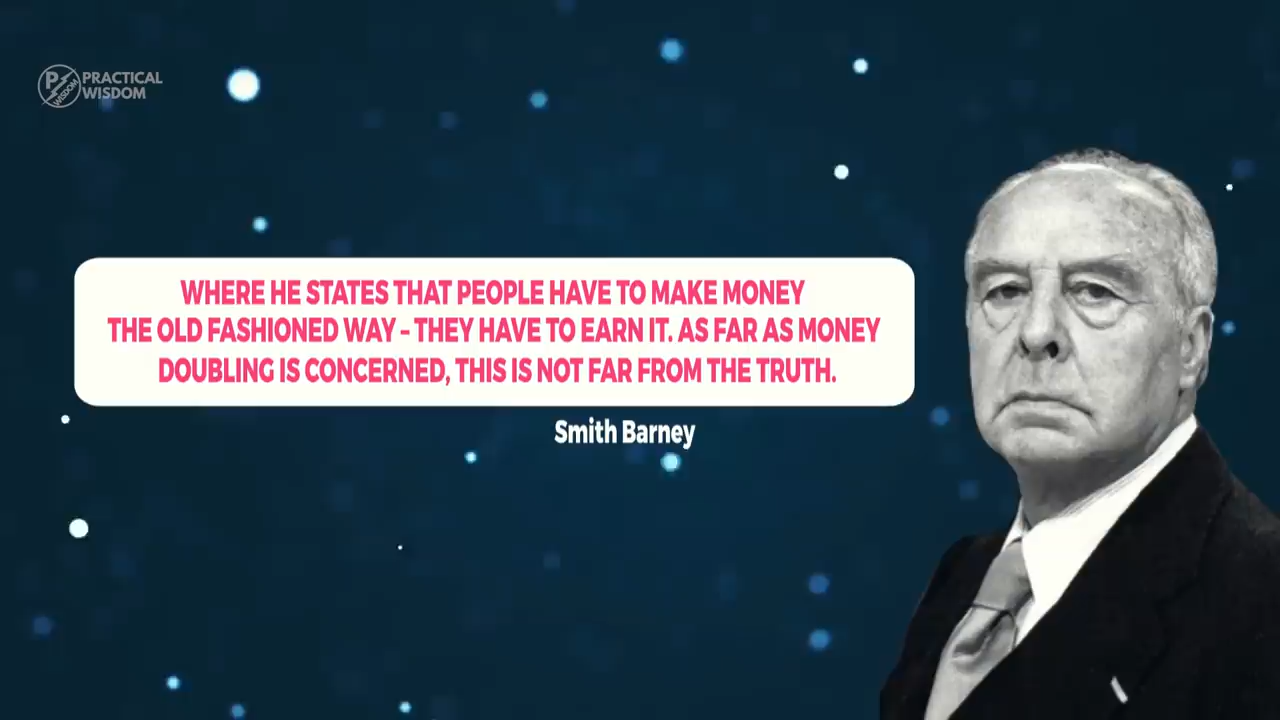 PRACTICAL
WISDOM
P
WISDOM
WHERE HE STATES THAT PEOPLE HAVE TO MAKE MONEY
THE OLD FASHIONED WAY – THEY HAVE TO EARN IT. AS FAR AS MONEY
DOUBLING IS CONCERNED, THIS IS NOT FAR FROM THE TRUTH.
Smith Barney